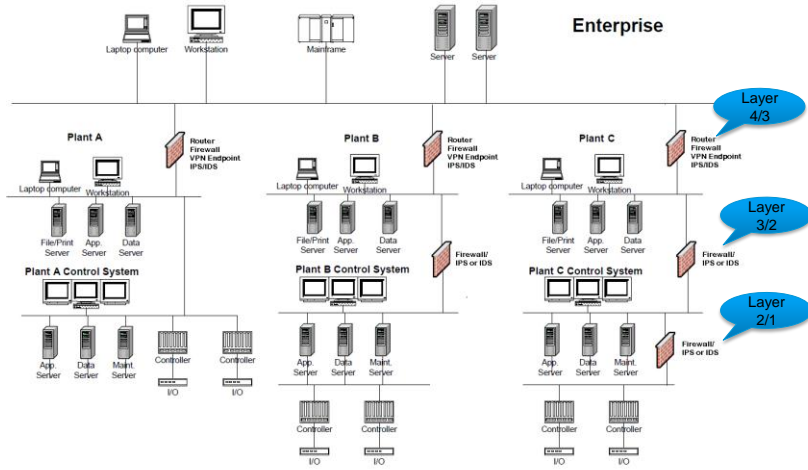 Enterprise
Laptop computer
Workstation
Mainframe
Server
Server
Layer
4/3
Plant A
Router
Firewall
VPN Endpoint
IPS/IDS
Laptop computer
Workstation
File/Print
Server
App.
Server
Data
Server
Plant A Control System
App.
Server
Data
Server
Maint.
Server
Controller
Controller
I/O
I/O
Plant B
Router
Firewall
VPN Endpoint
IPS/IDS
Laptop computer
Workstation
File/Print
Server
App.
Server
Data
Server
Firewall/
IPS or IDS
Plant B Control System
App.
Server
Data
Server
Maint.
Server
Controller
Controller
I/O
I/O
Plant C
Router
Firewall
VPN Endpoint
IPS/IDS
Laptop computer
Workstation
File/Print
Server
App.
Server
Data
Server
Layer
3/2
Firewall/
IPS or IDS
Plant C Control System
Layer
2/1
App.
Server
Data
Server
Maint.
Server
Firewall/
IPS or IDS
Controller
Controller
I/O
I/O